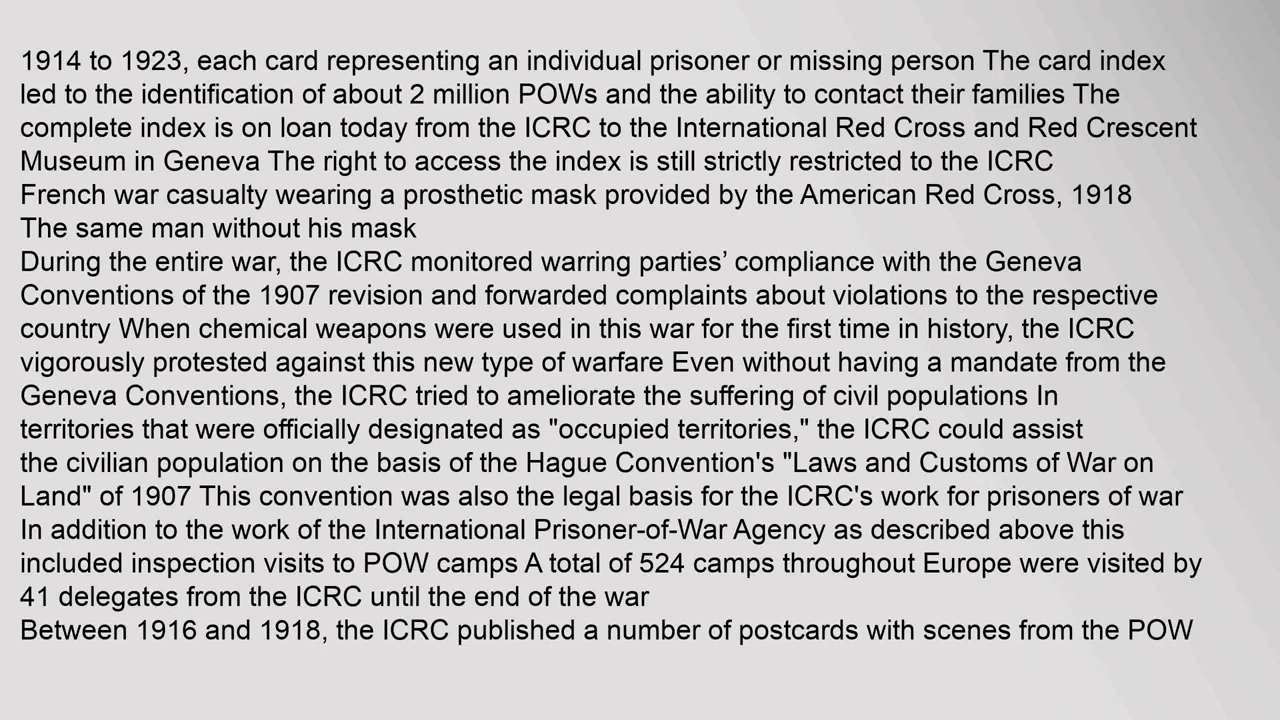 1914 to 1923, each card representing an individual prisoner or missing person The card index
led to the identification of about 2 million POWs and the ability to contact their families The
complete index is on loan today from the ICRC to the International Red Cross and Red Crescent
Museum in Geneva The right to access the index is still strictly restricted to the ICRC
French war casualty wearing a prosthetic mask provided by the American Red Cross, 1918
The same man without his mask
During the entire war, the ICRC monitored warring parties’ compliance with the Geneva
Conventions of the 1907 revision and forwarded complaints about violations to the respective
country When chemical weapons were used in this war for the first time in history, the ICRC
vigorously protested against this new type of warfare Even without having a mandate from the
Geneva Conventions, the ICRC tried to ameliorate the suffering of civil populations In
territories that were officially designated as "occupied territories," the ICRC could assist
the civilian population on the basis of the Hague Convention's "Laws and Customs of War on
Land" of 1907 This convention was also the legal basis for the ICRC's work for prisoners of war
In addition to the work of the International Prisoner-of-War Agency as described above this
included inspection visits to POW camps A total of 524 camps throughout Europe were visited by
41 delegates from the ICRC until the end of the war
Between 1916 and 1918, the ICRC published a number of postcards with scenes from the POW